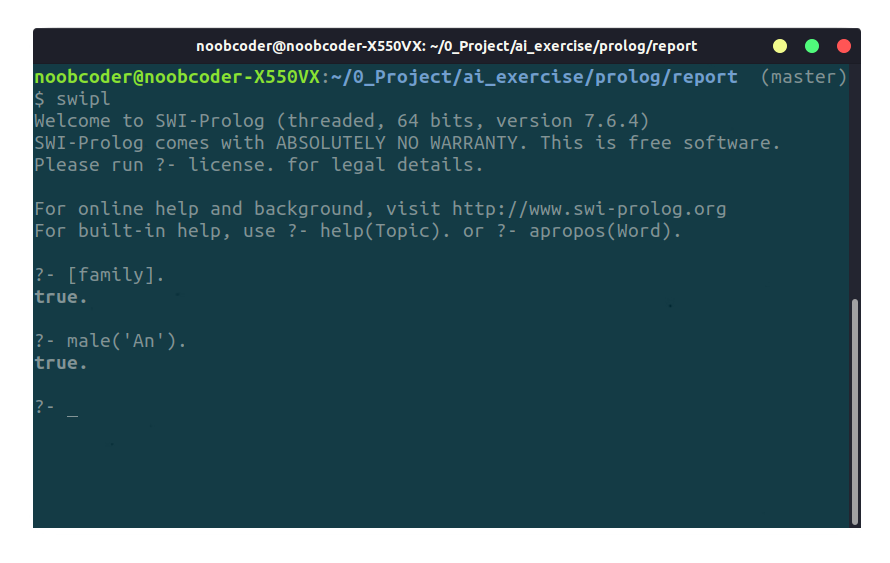 noobcoder@noobcoder-X550VX: ~/0_Project/ai_exercise/prolog/report
noobcoder@noobcoder-X550VX:~/0_Project/ai_exercise/prolog/report  (master)
$ swipl
Welcome to SWI-Prolog (threaded, 64 bits, version 7.6.4)
SWI-Prolog comes with ABSOLUTELY NO WARRANTY. This is free software.
Please run ?- license. for legal details.
For online help and background, visit http://www.swi-prolog.org
For built-in help, use ?- help(Topic). or ?- apropos(Word).
?- [family].
true.
?- male('An').
true.
?- _